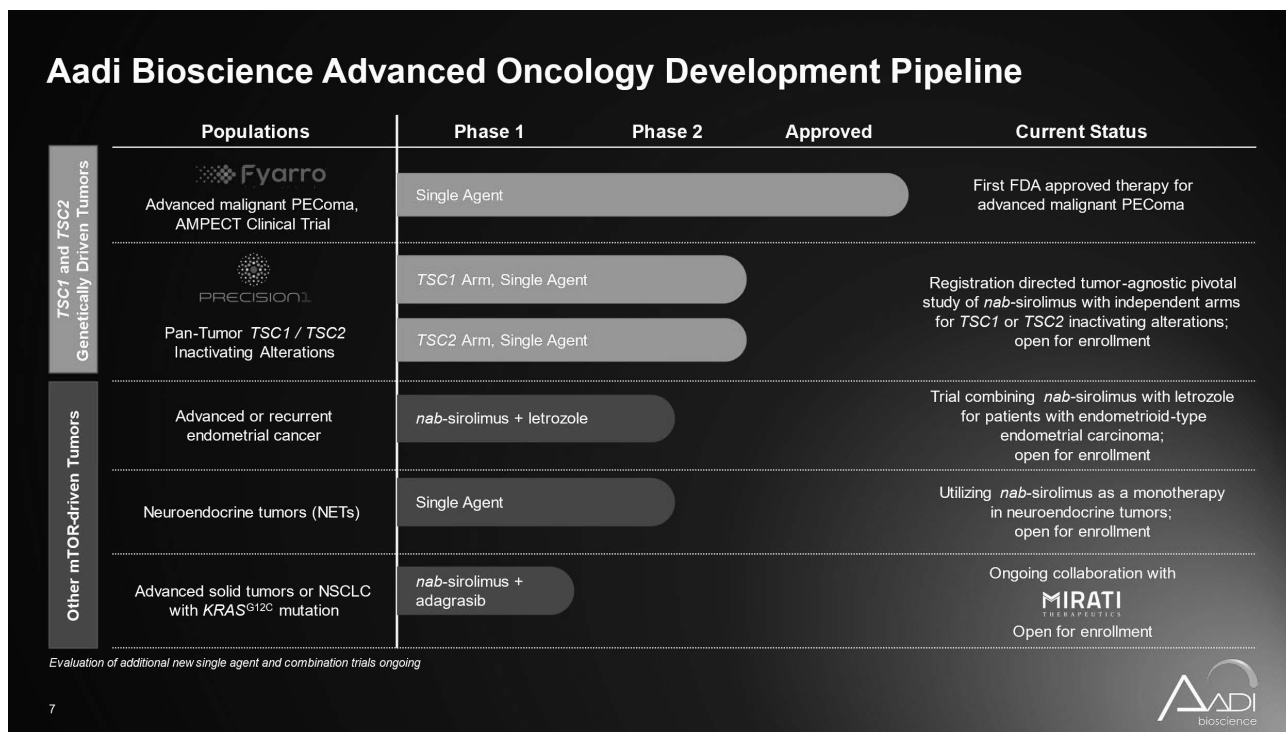 Aadi Bioscience Advanced Oncology Development Pipeline
Populations Phase 1 Phase 2 Approved Current Status
TSC1 and TSC2
Genetically Driven Tumors
Fyarro
Advanced malignant PEComa,
AMPECT Clinical Trial
Single Agent
First FDA approved therapy for
advanced malignant PEComa
PRECISION1
Pan-Tumor TSC1 / TSC2
Inactivating Alterations
TSC1 Arm, Single Agent
TSC2 Arm, Single Agent
Registration directed tumor-agnostic pivotal
study of nab-sirolimus with independent arms
for TSC1 or TSC2 inactivating alterations;
open for enrollment
Other mTOR-driven Tumors
Advanced or recurrent
endometrial cancer
nab-sirolimus + letrozole
Trial combining nab-sirolimus with letrozole
for patients with endometrioid-type
endometrial carcinoma;
open for enrollment
Neuroendocrine tumors (NETs)
Single Agent
Utilizing nab-sirolimus as a monotherapy
in neuroendocrine tumors;
open for enrollment
Advanced solid tumors or NSCLC
with KRASG12C mutation
nab-sirolimus +
adagrasib
Ongoing collaboration with
MIRATI
THERAPEUTICS
Open for enrollment
Evaluation of additional new single agent and combination trials ongoing
7
AADI
bioscience